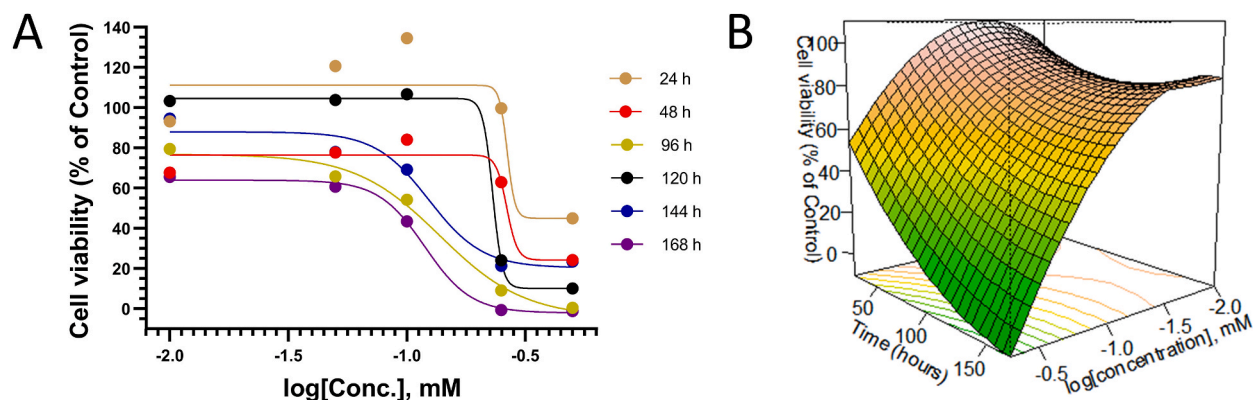 A
Cell viability (% of Control)
140
120
100
80
60
40
20
0
-2.0
-1.5
-1.0
-0.5
log[Conc.], mM
24 h
48 h
96 h
120 h
144 h
168 h
B
Cell viability (% of Control)
100
80
60
40
20
0
50
100
150
Time (hours)
-0.5
-1.0
-1.5
-2.0
log[concentration], mM